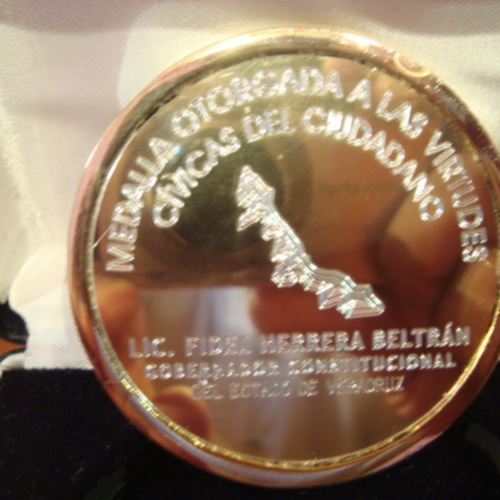 MEDALLA OTORGADA A LAS VIRTUDES
CÍVICAS DEL CIUDADANO
LIC. FIDEL HERRERA BELTRÁN
GOBERNADOR CONSTITUCIONAL
DEL ESTADO DE VERACRUZ